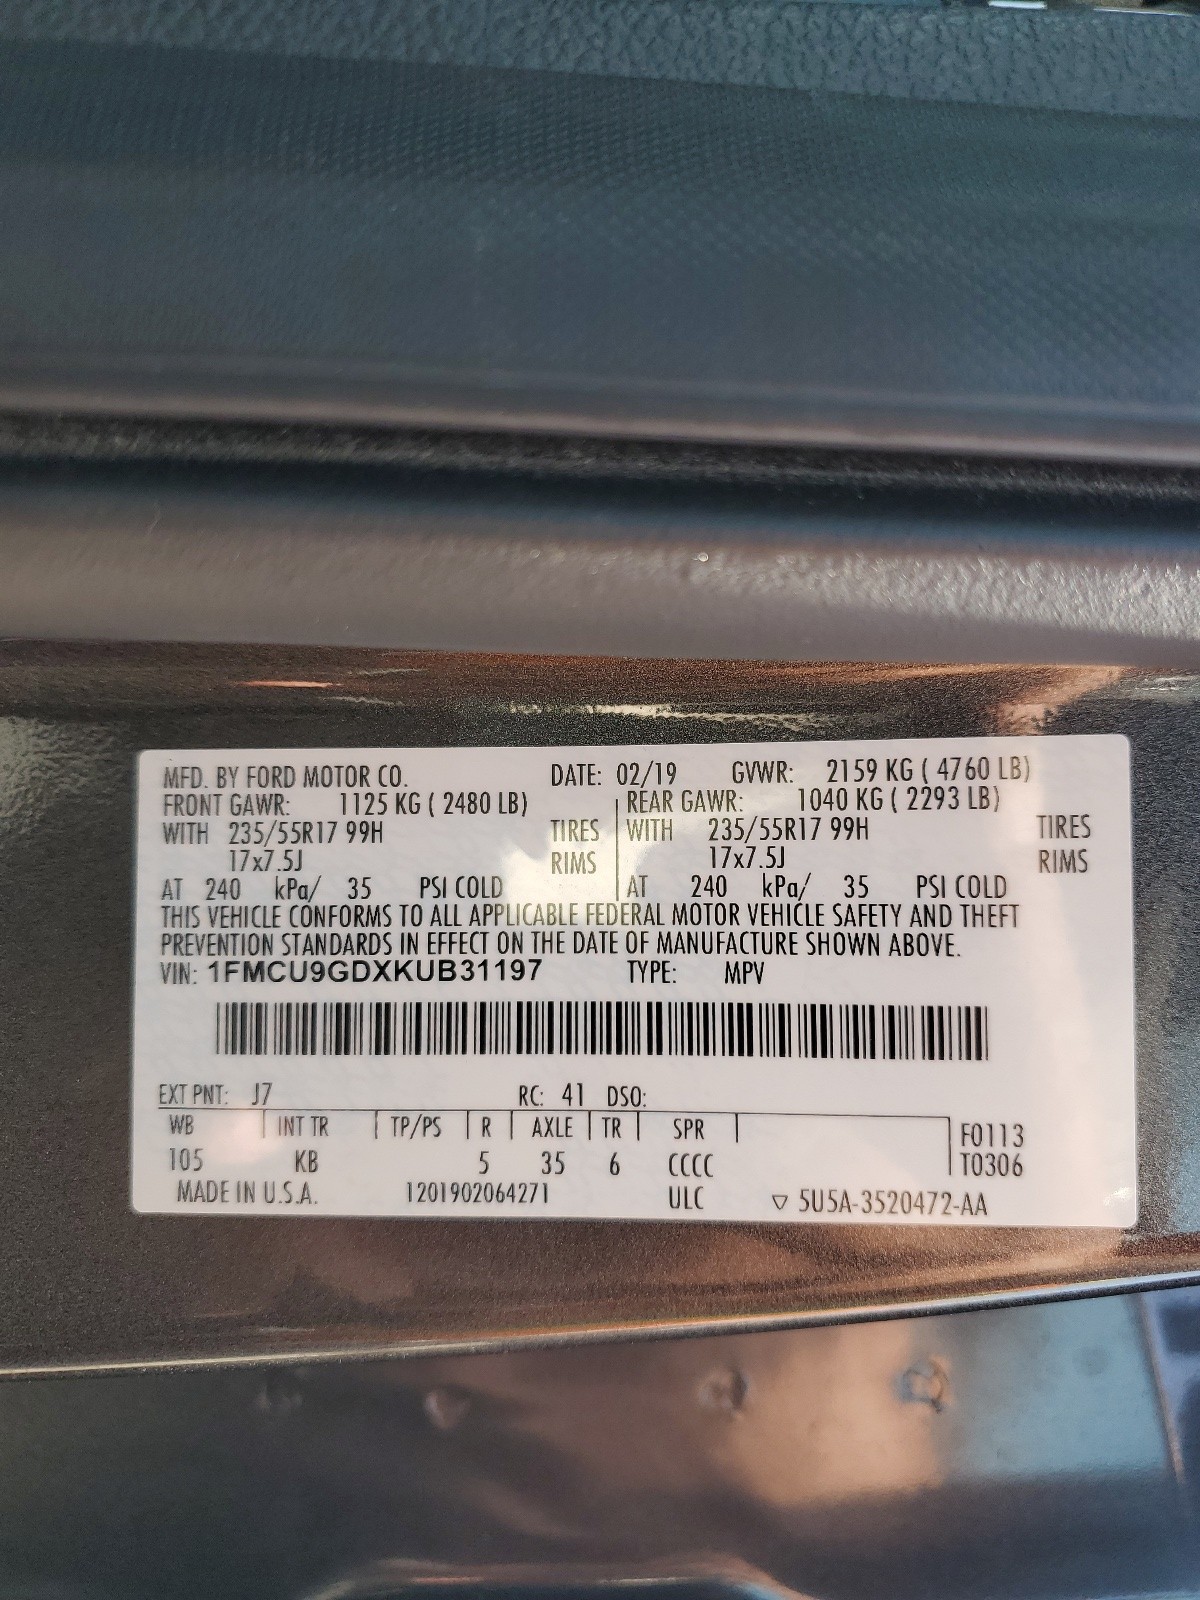 MFD. BY FORD MOTOR CO. DATE: 02/19 GVWR: 2159 KG ( 4760 LB)
FRONT GAWR: 1125 KG ( 2480 LB) REAR GAWR: 1040 KG ( 2293 LB)
WITH 235/55R17 99H TIRES WITH 235/55R17 99H TIRES
17x7.5J RIMS 17x7.5J RIMS
AT 240 kPa/ 35 PSI COLD AT 240 kPa/ 35 PSI COLD
THIS VEHICLE CONFORMS TO ALL APPLICABLE FEDERAL MOTOR VEHICLE SAFETY AND THEFT
PREVENTION STANDARDS IN EFFECT ON THE DATE OF MANUFACTURE SHOWN ABOVE.
VIN: 1FMCU9GDXKUB31197 TYPE: MPV
EXT PNT: J7 RC: 41 DSO:
WB INT TR TP/PS R AXLE TR SPR F0113
105 KB 5 35 6 CCCC T0306
MADE IN U.S.A. 1201902064271 ULC ▽ 5U5A-3520472-AA